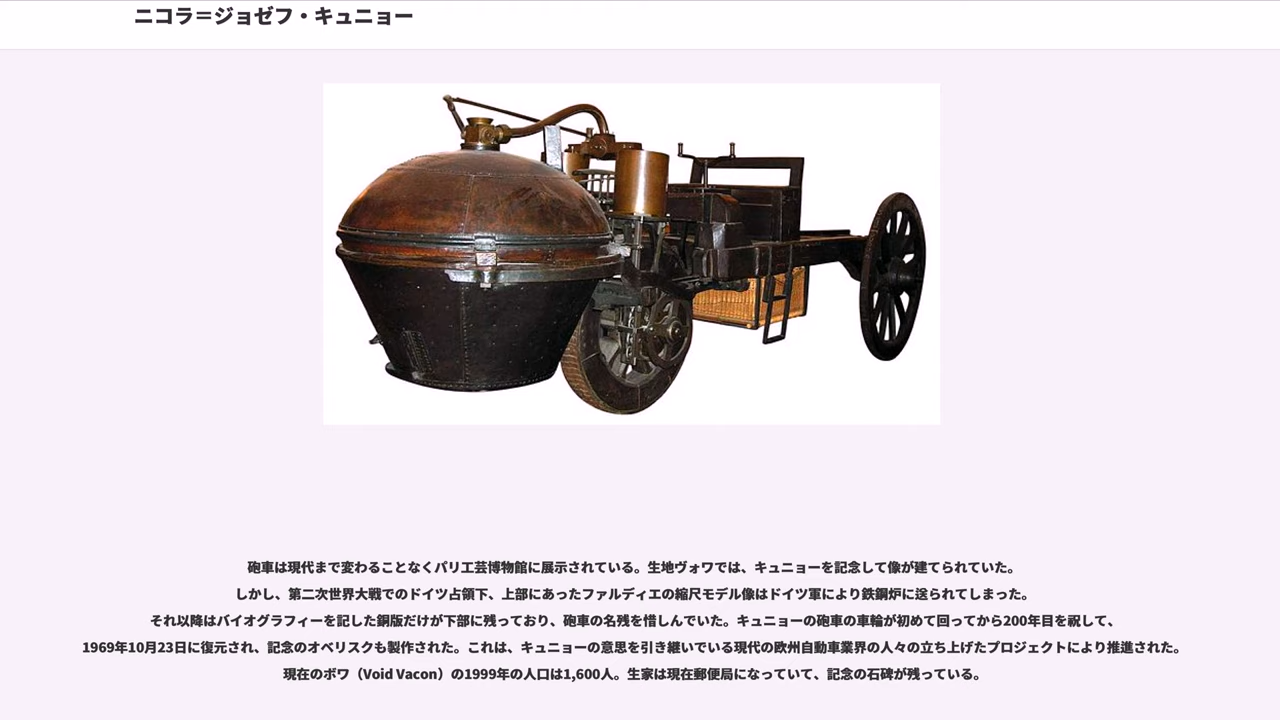 ニコラ＝ジョゼフ・キュニョー
砲車は現代まで変わることなくパリ工芸博物館に展示されている。生地ヴォワでは、キュニョーを記念して像が建てられていた。
しかし、第二次世界大戦でのドイツ占領下、上部にあったファルディエの縮尺モデル像はドイツ軍により鉄鋼炉に送られてしまった。
それ以降はバイオグラフィーを記した銅版だけが下部に残っており、砲車の名残を惜しんでいた。キュニョーの砲車の車輪が初めて回ってから200年目を祝して、
1969年10月23日に復元され、記念のオベリスクも製作された。これは、キュニョーの意思を引き継いでいる現代の欧州自動車業界の人々の立ち上げたプロジェクトにより推進された。
現在のボワ（Void Vacon）の1999年の人口は1,600人。生家は現在郵便局になっていて、記念の石碑が残っている。